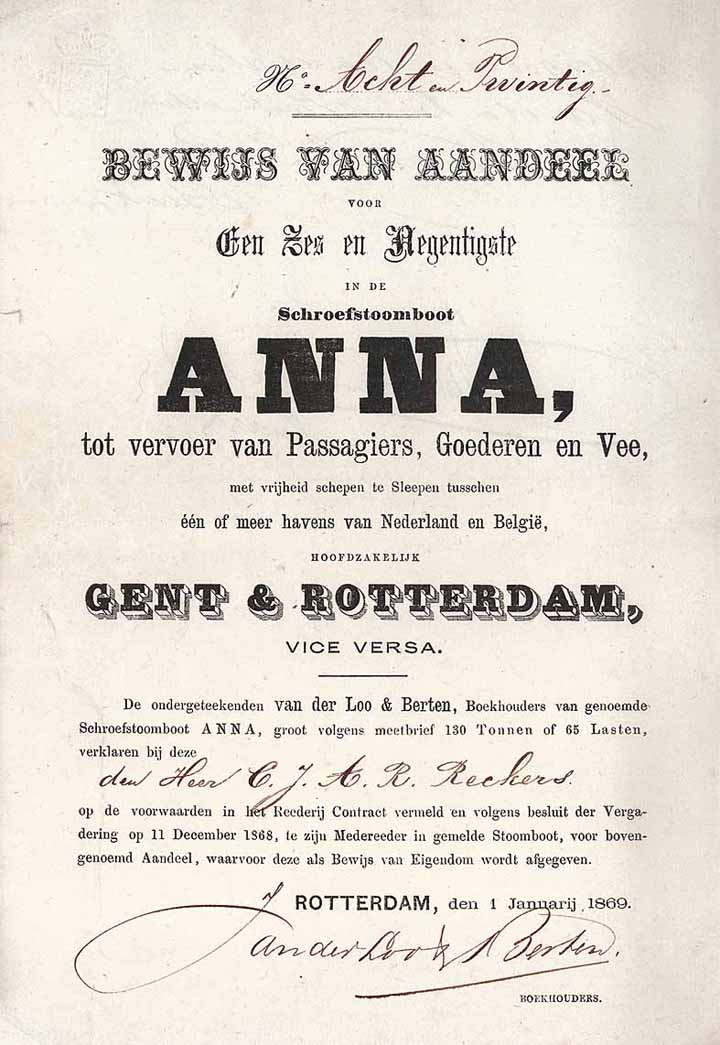 No. Acht en Twintig.
BEWIJS VAN AANDEEL
VOOR
Een Zes en Negentigste
IN DE
Schroefstoomboot
ANNA,
tot vervoer van Passagiers, Goederen en Vee,
met vrijheid schepen te Sleepen tusschen
één of meer havens van Nederland en België,
HOOFDZAKELIJK
GENT & ROTTERDAM,
VICE VERSA.
De ondergeteekenden van der Loo & Berten, Boekhouders van genoemde
Schroefstoomboot ANNA, groot volgens meetbrief 130 Tonnen of 65 Lasten,
verklaren bij deze
den Heer C. J. A. R. Reckers.
op de voorwaarden in het Reederij Contract vermeld en volgens besluit der Verga-
dering op 11 December 1868, te zijn Medereeder in gemelde Stoomboot, voor boven-
genoemd Aandeel, waarvoor deze als Bewijs van Eigendom wordt afgegeven.
ROTTERDAM, den 1 Januarij 1869.
van der Loo & Berten.
BOEKHOUDERS.